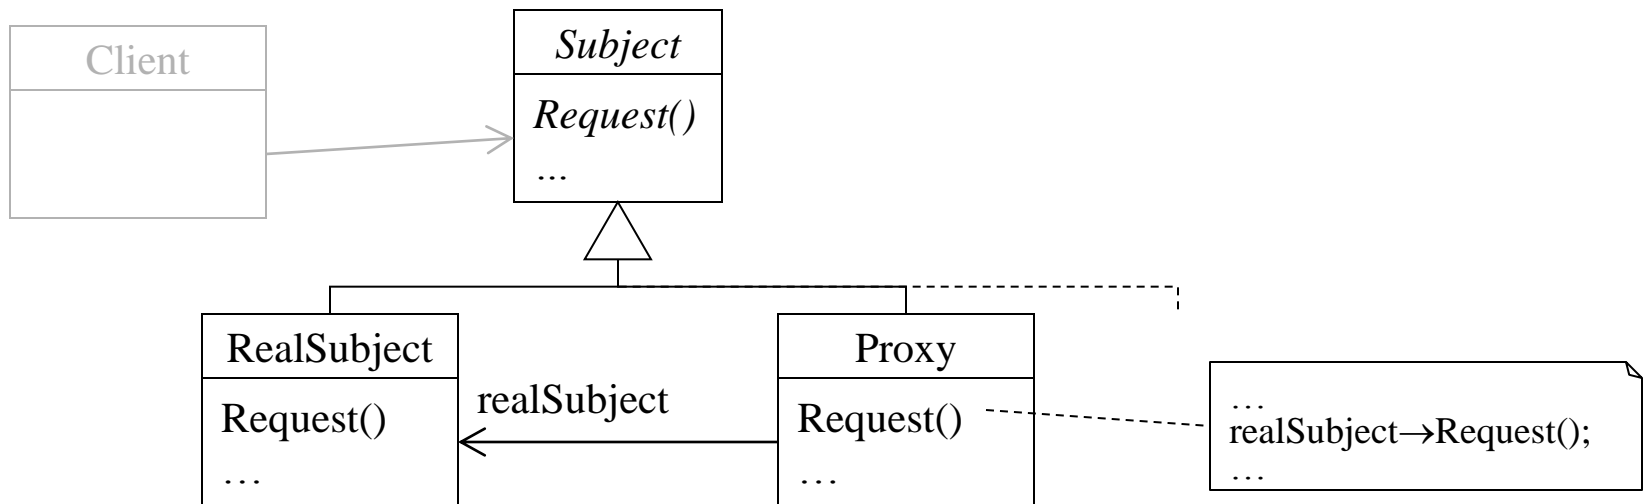 Client
Subject
Request()
...
RealSubject
Request()
...
realSubject
Proxy
Request()
...
...
realSubject→Request();
...